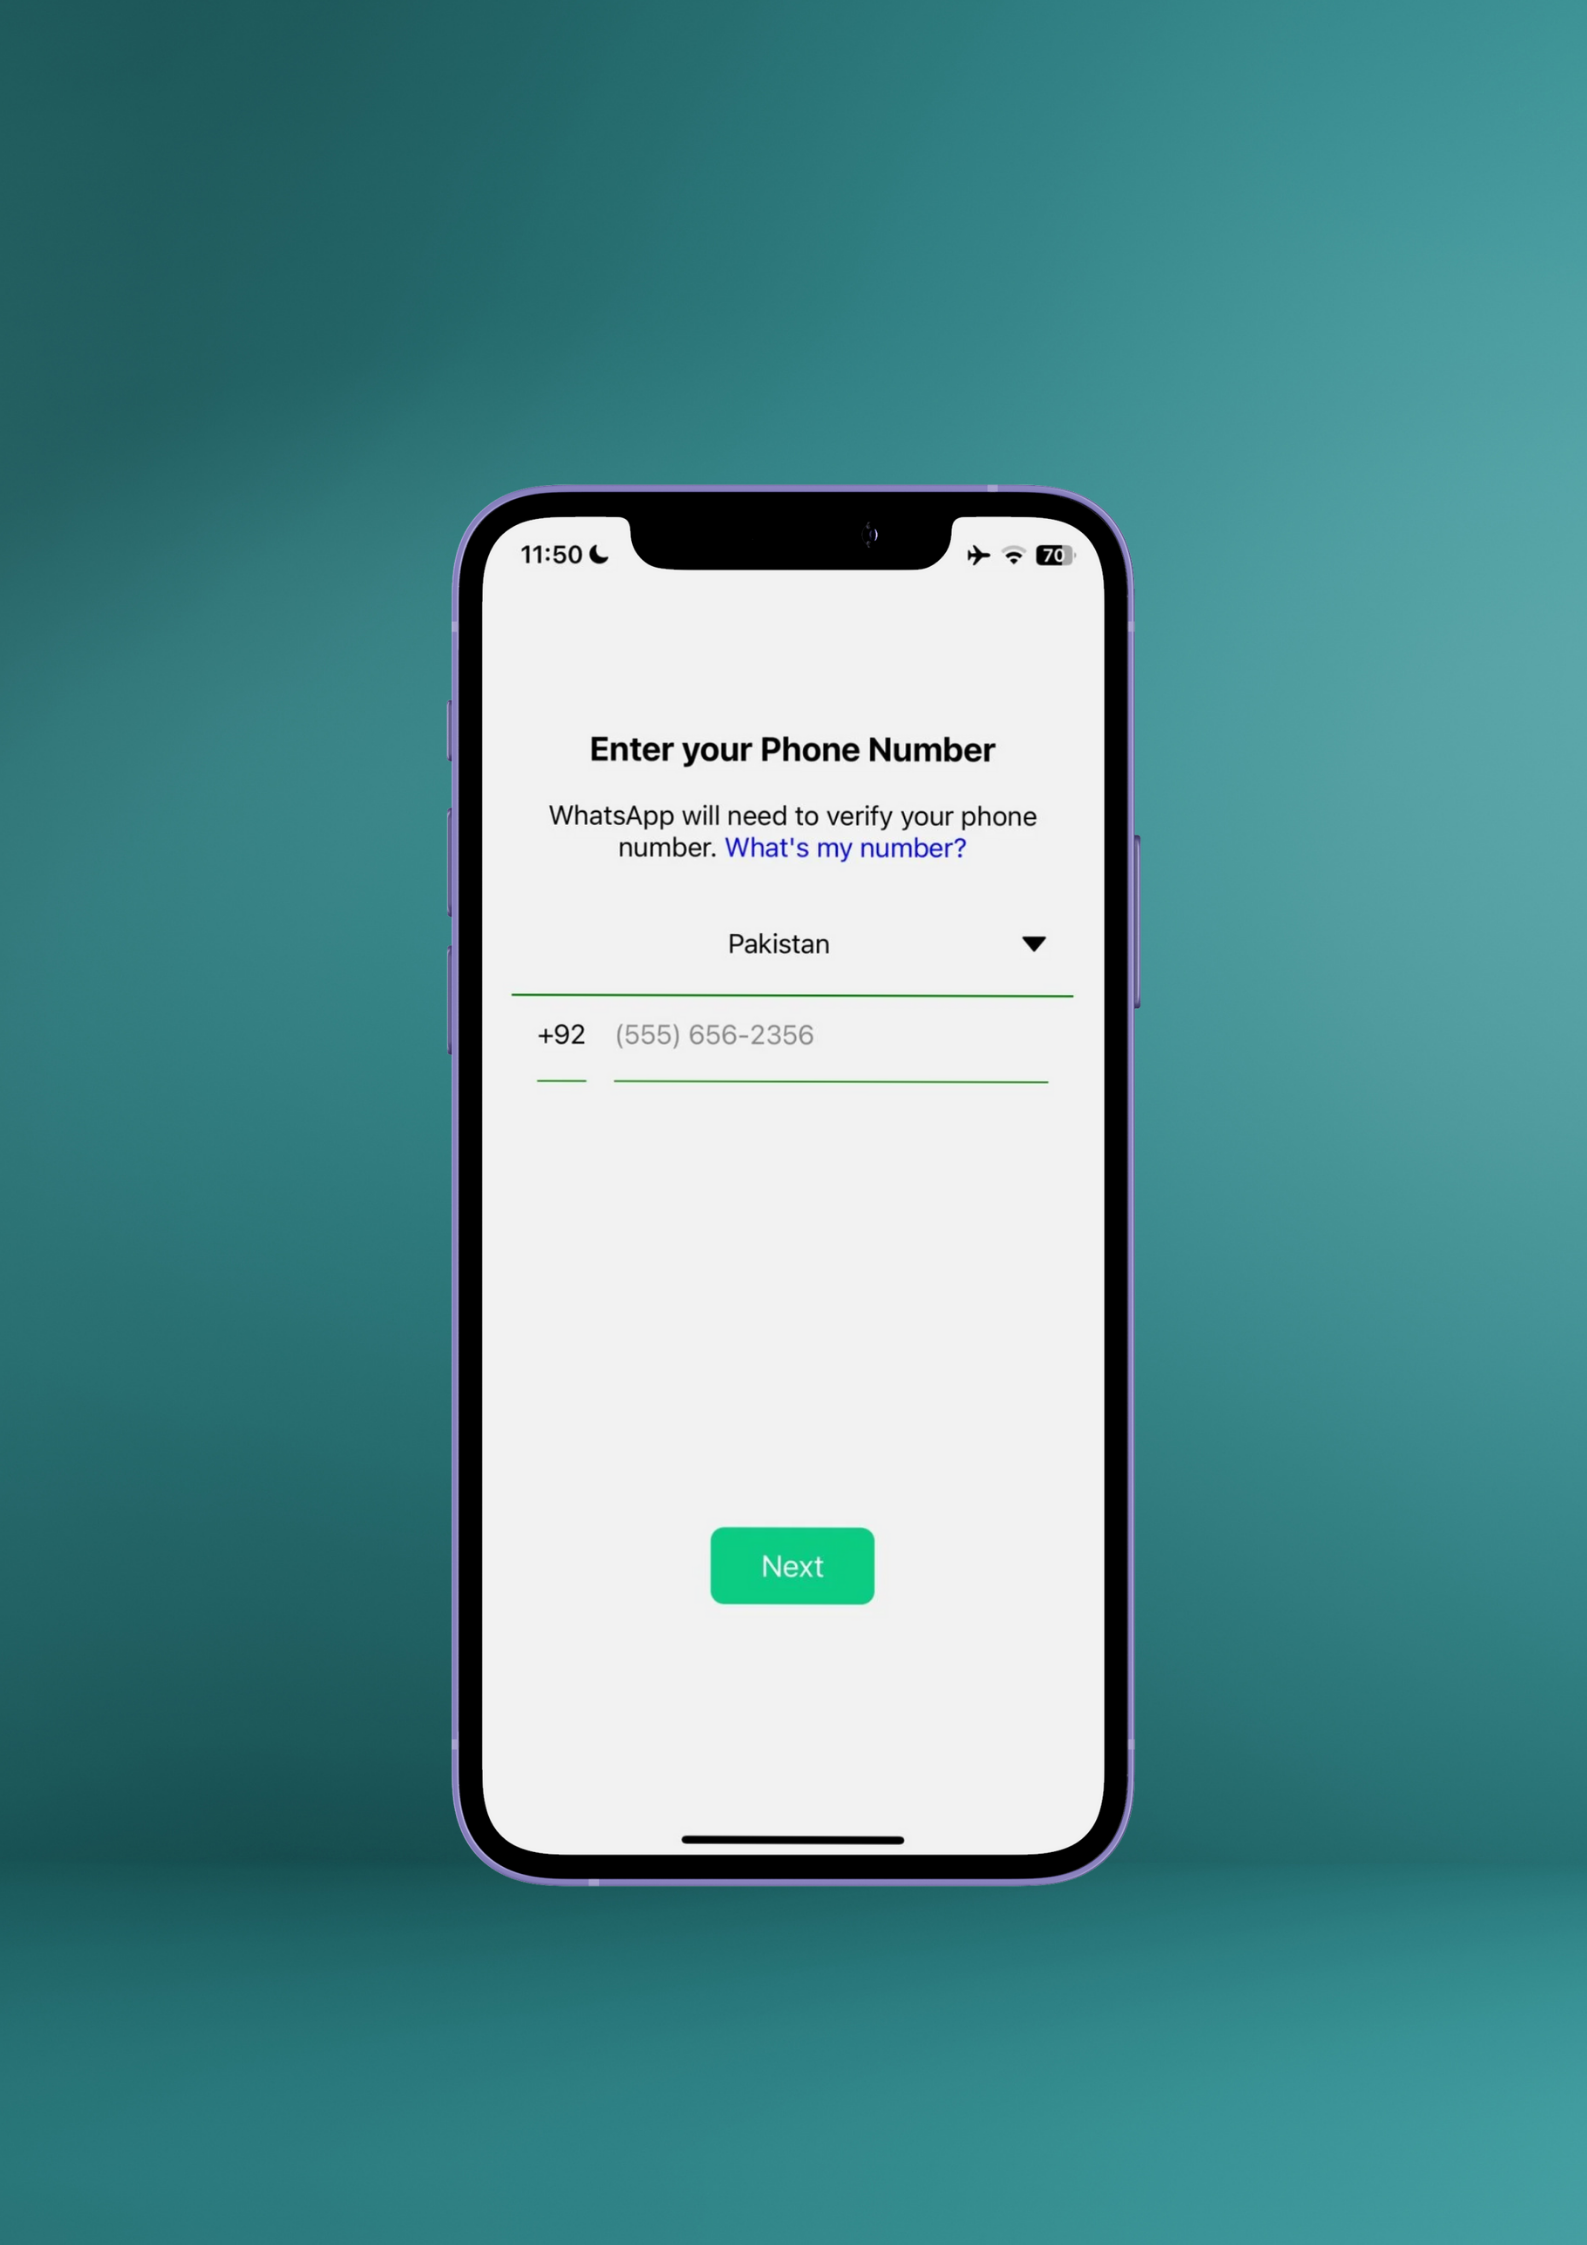 11:50
70
Enter your Phone Number
WhatsApp will need to verify your phone
number. What's my number?
Pakistan
+92 (555) 656-2356
Next